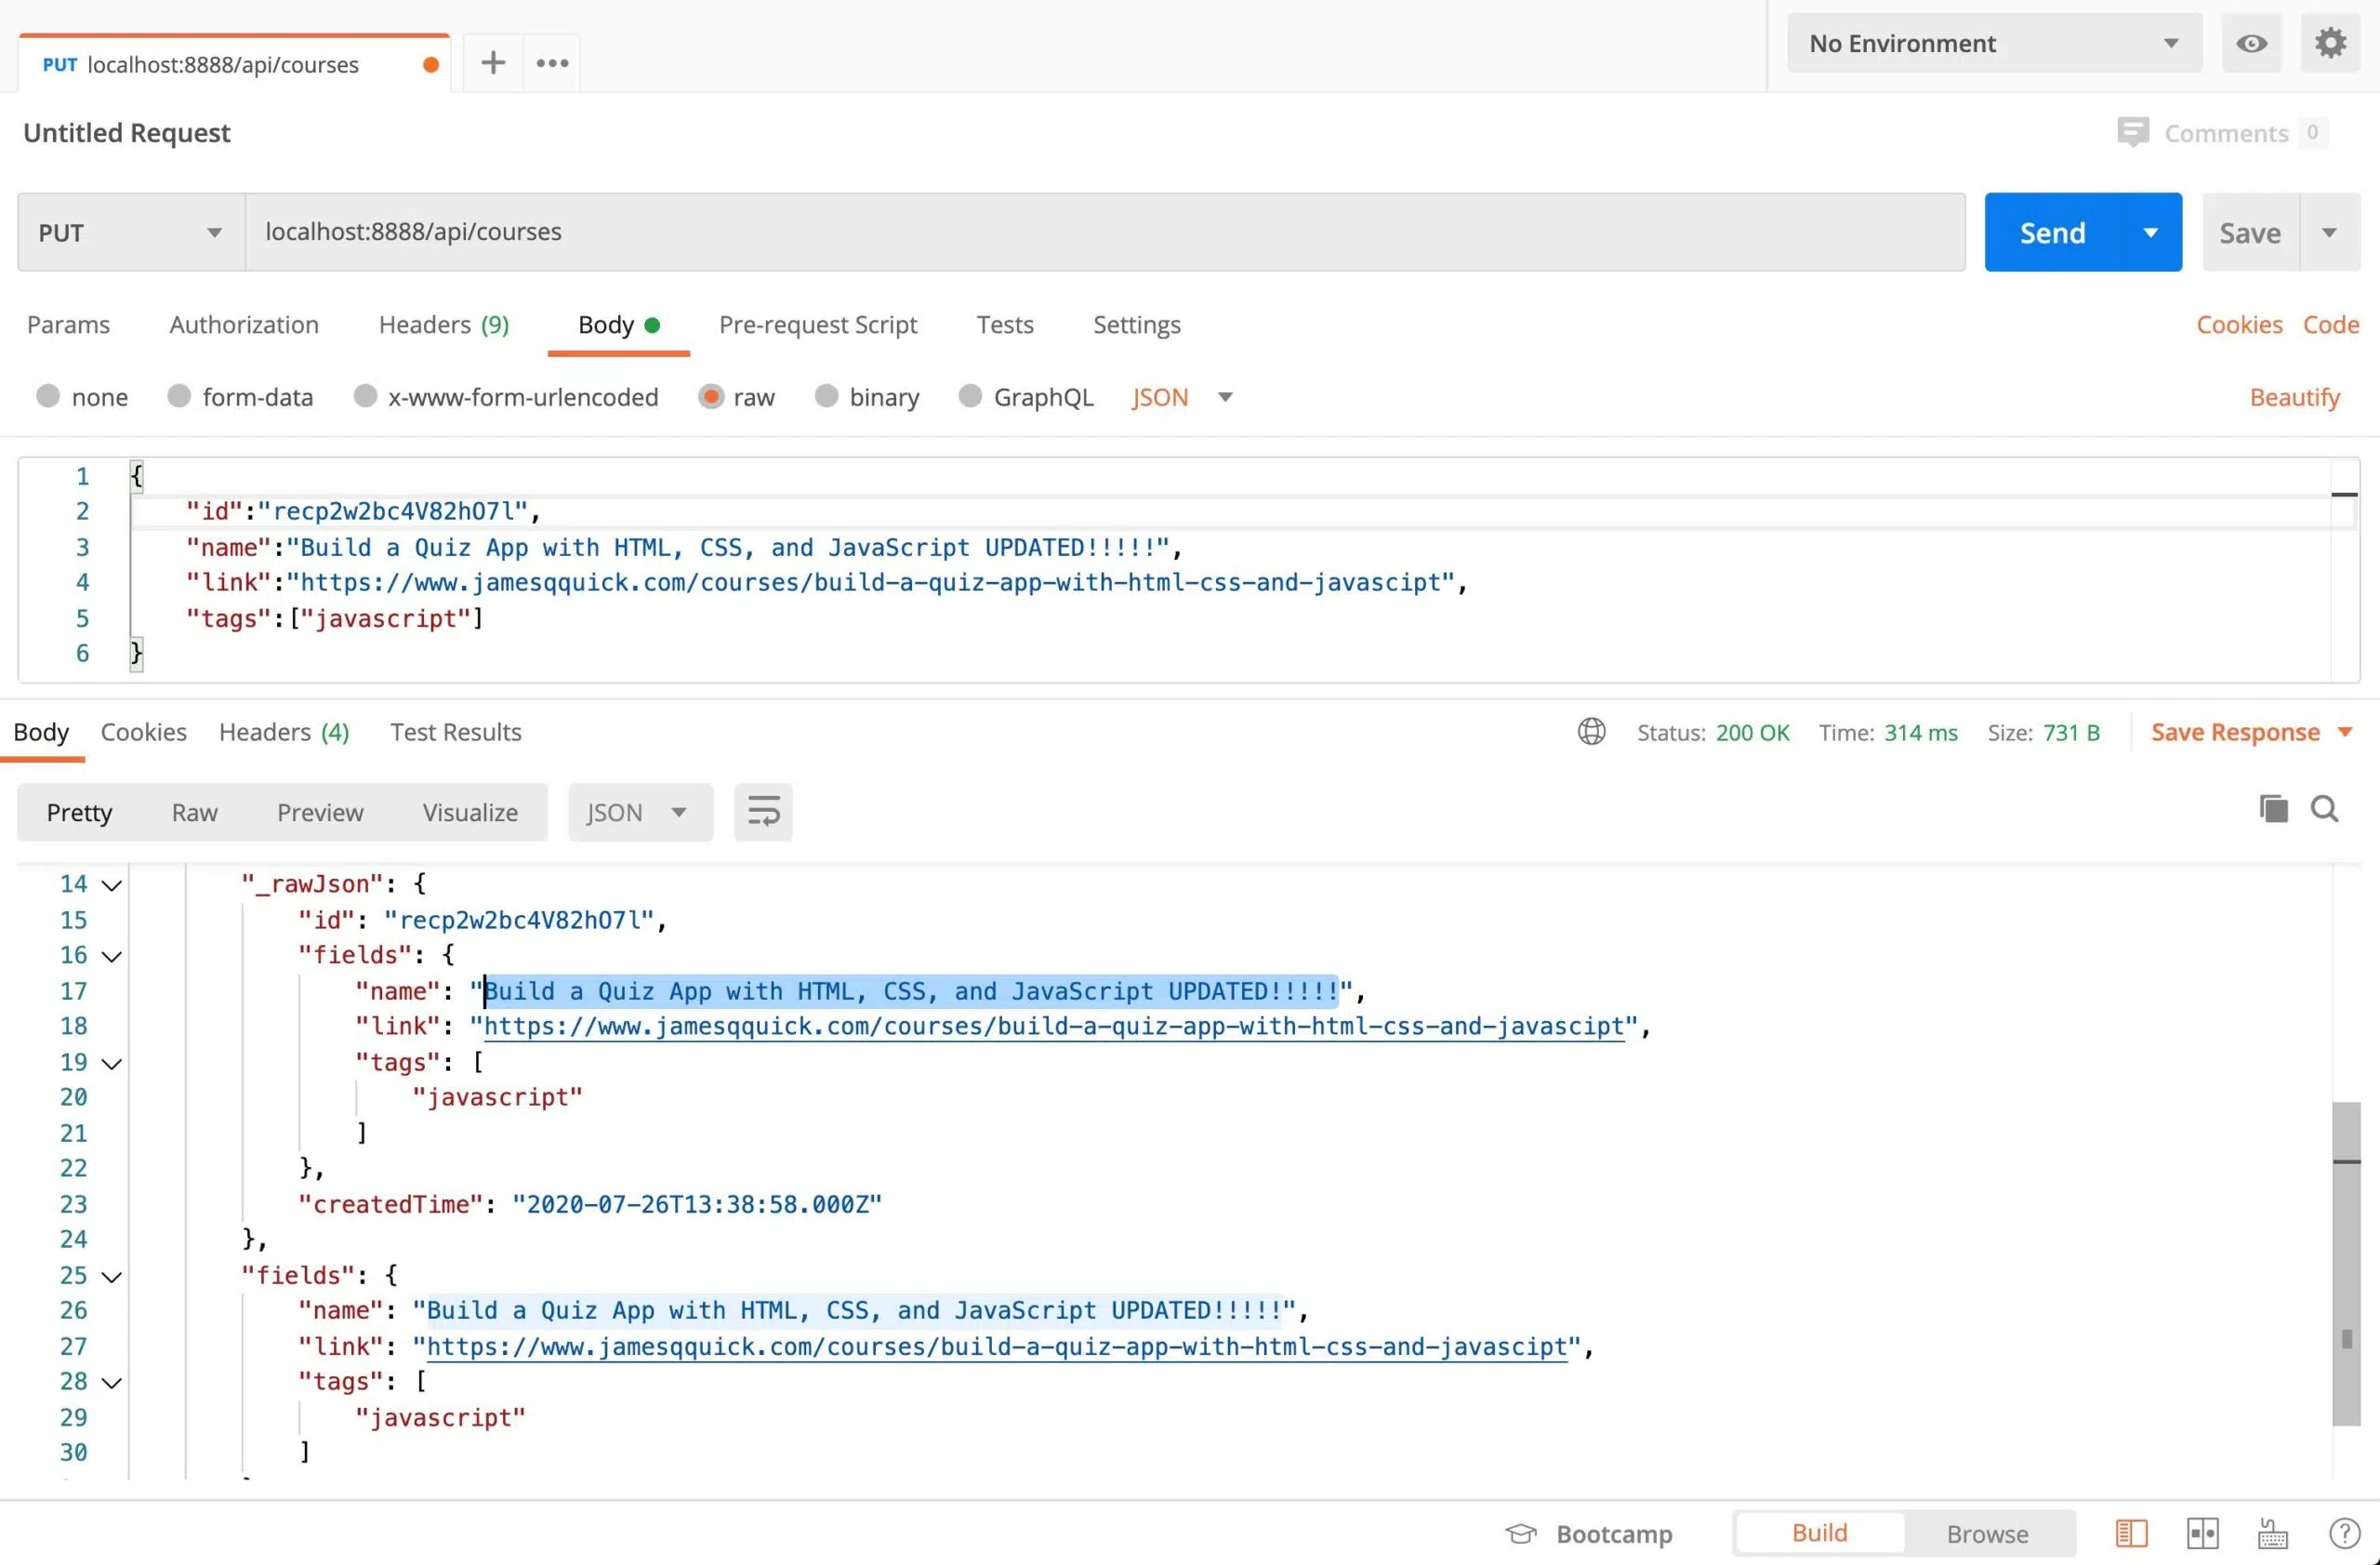 PUT localhost:8888/api/courses
No Environment
Untitled Request
Comments 0
PUT localhost:8888/api/courses Send Save
Params Authorization Headers (9) Body Pre-request Script Tests Settings Cookies Code
none form-data x-www-form-urlencoded raw binary GraphQL JSON Beautify
1 {
2 "id":"recp2w2bc4V82hO7l",
3 "name":"Build a Quiz App with HTML, CSS, and JavaScript UPDATED!!!!!",
4 "link":"https://www.jamesqquick.com/courses/build-a-quiz-app-with-html-css-and-javascipt",
5 "tags":["javascript"]
6 }
Body Cookies Headers (4) Test Results Status: 200 OK Time: 314 ms Size: 731 B Save Response
Pretty Raw Preview Visualize JSON
14 "_rawJson": {
15 "id": "recp2w2bc4V82hO7l",
16 "fields": {
17 "name": "Build a Quiz App with HTML, CSS, and JavaScript UPDATED!!!!!",
18 "link": "https://www.jamesqquick.com/courses/build-a-quiz-app-with-html-css-and-javascipt",
19 "tags": [
20 "javascript"
21 ]
22 },
23 "createdTime": "2020-07-26T13:38:58.000Z"
24 },
25 "fields": {
26 "name": "Build a Quiz App with HTML, CSS, and JavaScript UPDATED!!!!!",
27 "link": "https://www.jamesqquick.com/courses/build-a-quiz-app-with-html-css-and-javascipt",
28 "tags": [
29 "javascript"
30 ]
Bootcamp Build Browse